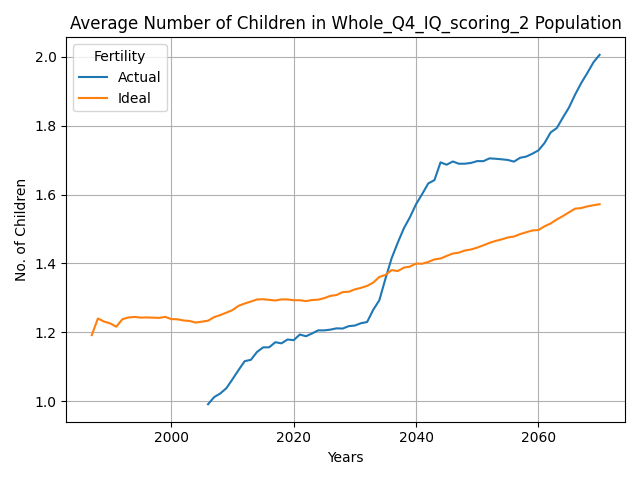 Average Number of Children in Whole_Q4_IQ_scoring_2 Population
Fertility
Actual
Ideal
No. of Children
2.0
1.8
1.6
1.4
1.2
1.0
2000 2020 2040 2060
Years